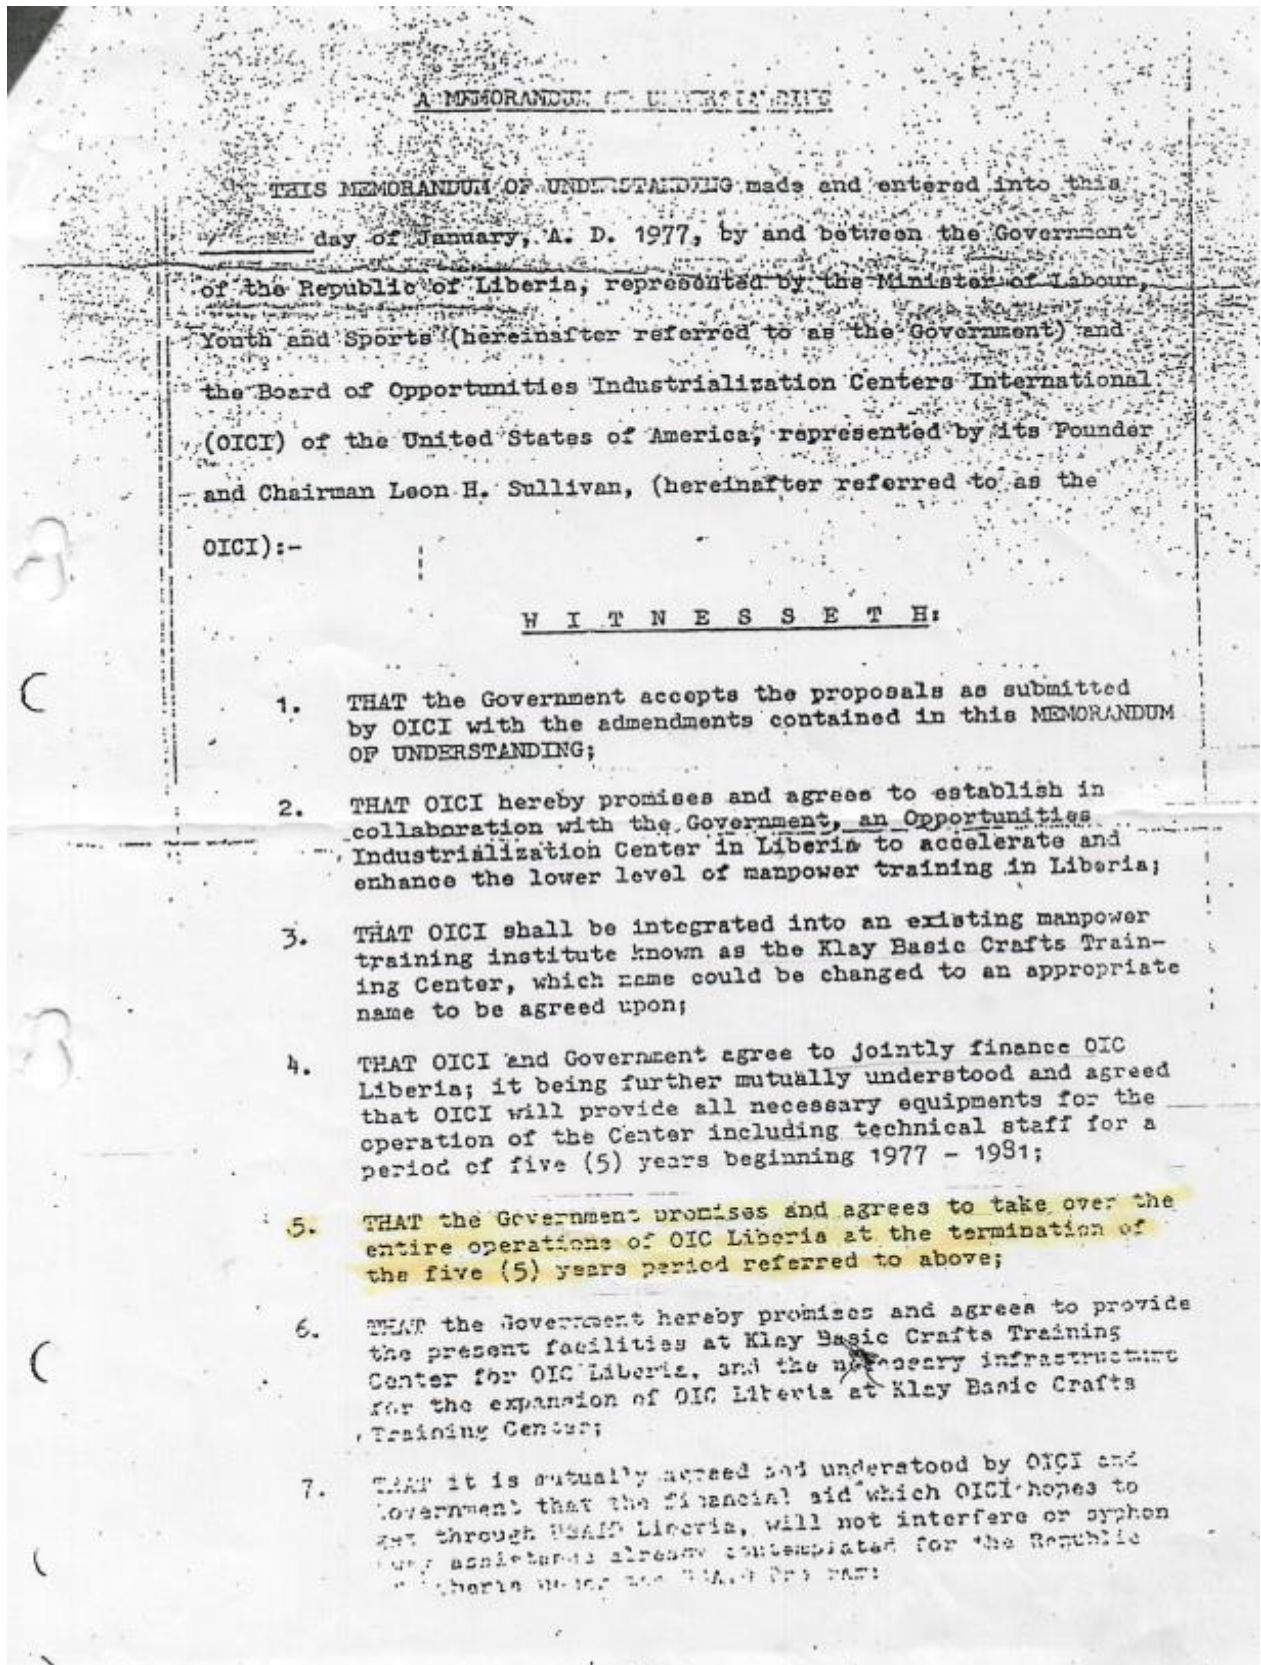 A MEMORANDUM OF UNDERSTANDING
THIS MEMORANDUM OF UNDERSTANDING made and entered into this
day of January, A. D. 1977, by and between the Government
of the Republic of Liberia, represented by the Minister of Labour,
Youth and Sports (hereinafter referred to as the Government) and
the Board of Opportunities Industrialization Centers International
(OICI) of the United States of America, represented by its Founder
and Chairman Leon H. Sullivan, (hereinafter referred to as the
OICI):-
W I T N E S S E T H:
1. THAT the Government accepts the proposals as submitted
by OICI with the admendments contained in this MEMORANDUM
OF UNDERSTANDING;
2. THAT OICI hereby promises and agrees to establish in
collaboration with the Government, an Opportunities
Industrialization Center in Liberia to accelerate and
enhance the lower level of manpower training in Liberia;
3. THAT OICI shall be integrated into an existing manpower
training institute known as the Klay Basic Crafts Train-
ing Center, which name could be changed to an appropriate
name to be agreed upon;
4. THAT OICI and Government agree to jointly finance OIC
Liberia; it being further mutually understood and agreed
that OICI will provide all necessary equipments for the
operation of the Center including technical staff for a
period of five (5) years beginning 1977 - 1981;
5. THAT the Government promises and agrees to take over the
entire operations of OIC Liberia at the termination of
the five (5) years period referred to above;
6. THAT the Government hereby promises and agrees to provide
the present facilities at Klay Basic Crafts Training
Center for OIC Liberia, and the necessary infrastructure
for the expansion of OIC Liberia at Klay Basic Crafts
Training Center;
7. THAT it is mutually agreed and understood by OICI and
Government that the financial aid which OICI hopes to
get through USAID Liberia, will not interfere or syphon
assistance already contemplated for the Republic
Liberia under the